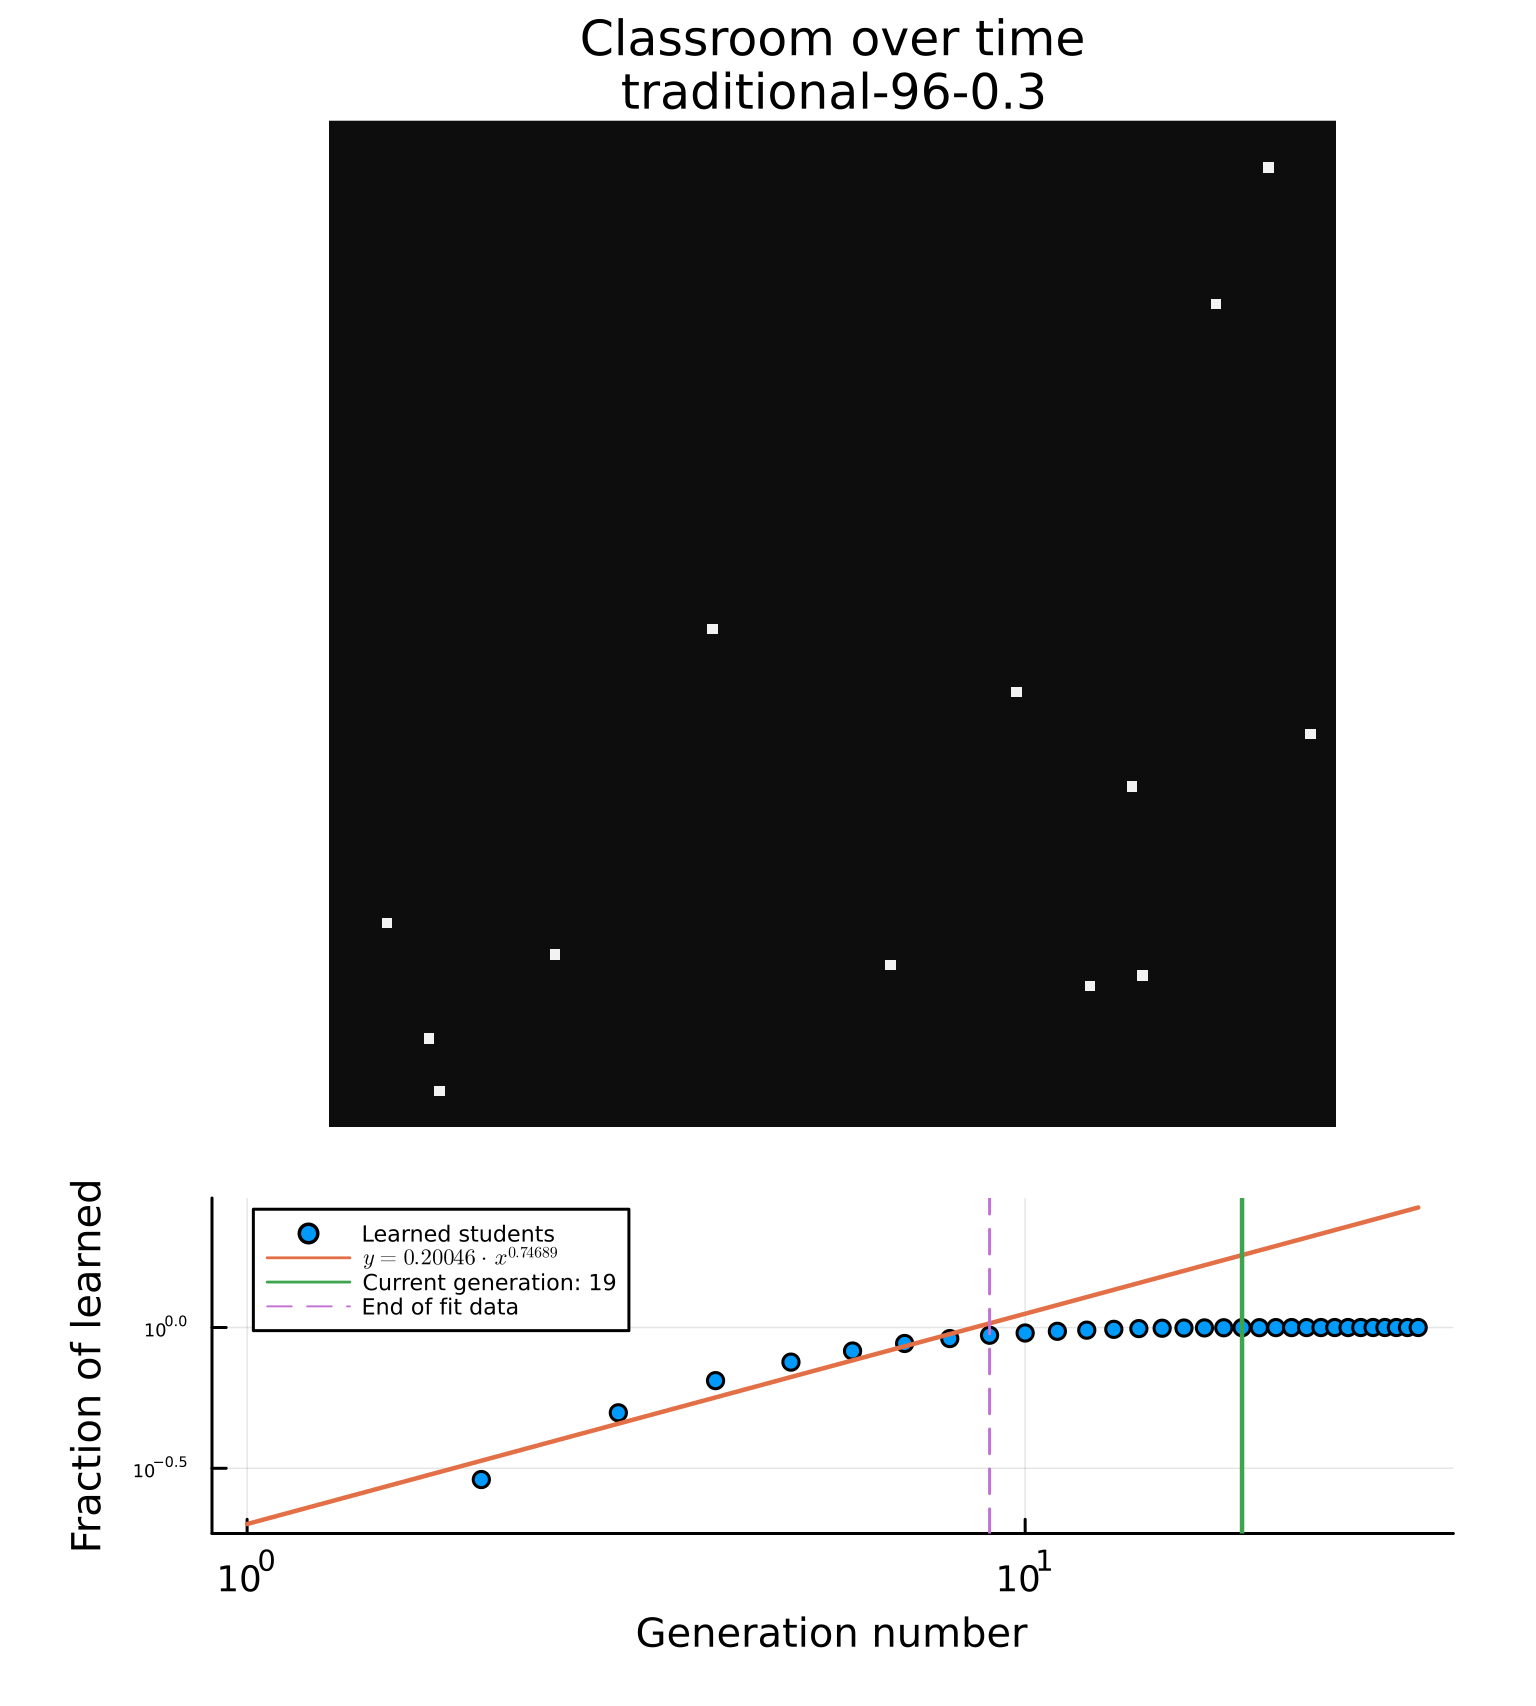 Classroom over time
traditional-96-0.3
Fraction of learned
Learned students
y = 0.20046 · x^0.74689
Current generation: 19
End of fit data
10^0.0
10^−0.5
10^0
10^1
Generation number